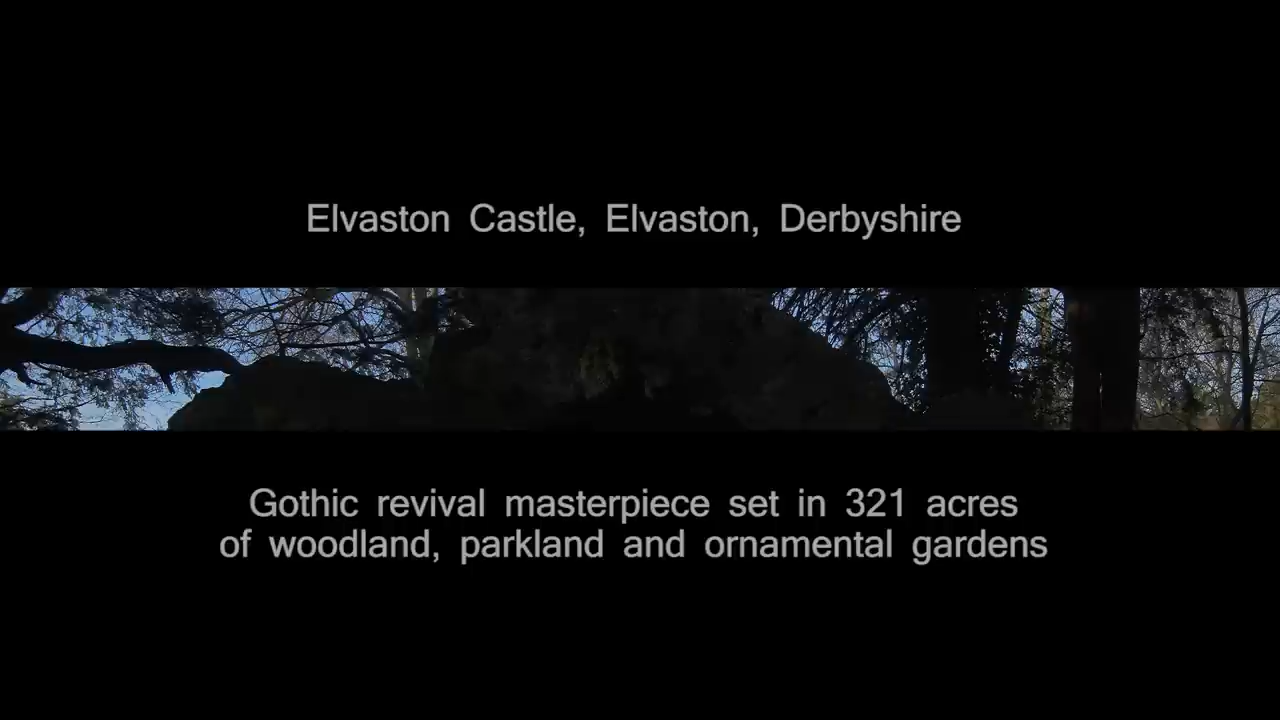 Elvaston Castle, Elvaston, Derbyshire
Gothic revival masterpiece set in 321 acres
of woodland, parkland and ornamental gardens